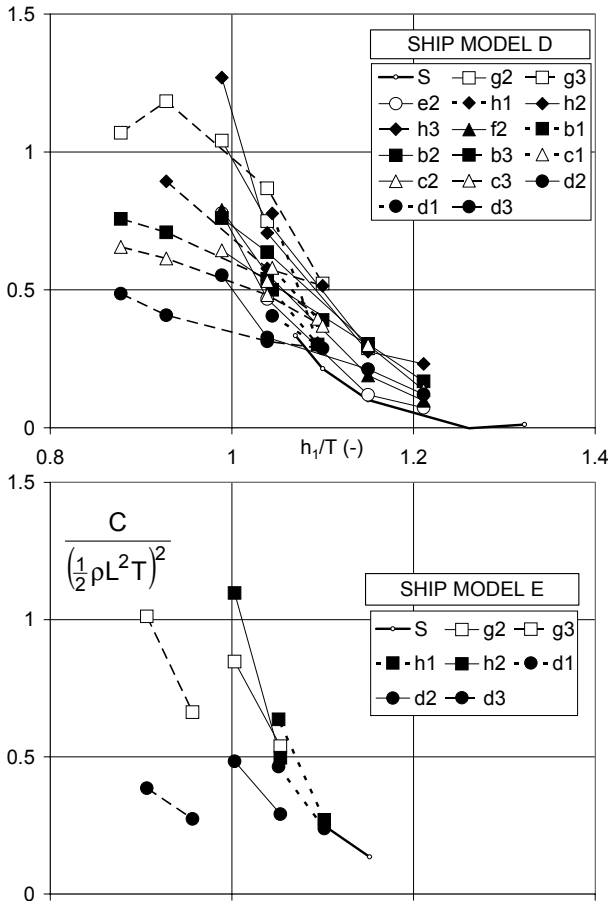 1.5
SHIP MODEL D
S g2 g3
e2 h1 h2
h3 f2 b1
b2 b3 c1
c2 c3 d2
d1 d3
1
0.5
0
0.8 1 1.2 1.4
h₁/T (-)
1.5
C
(½ρL²T)²
SHIP MODEL E
S g2 g3
h1 h2 d1
d2 d3
1
0.5
0